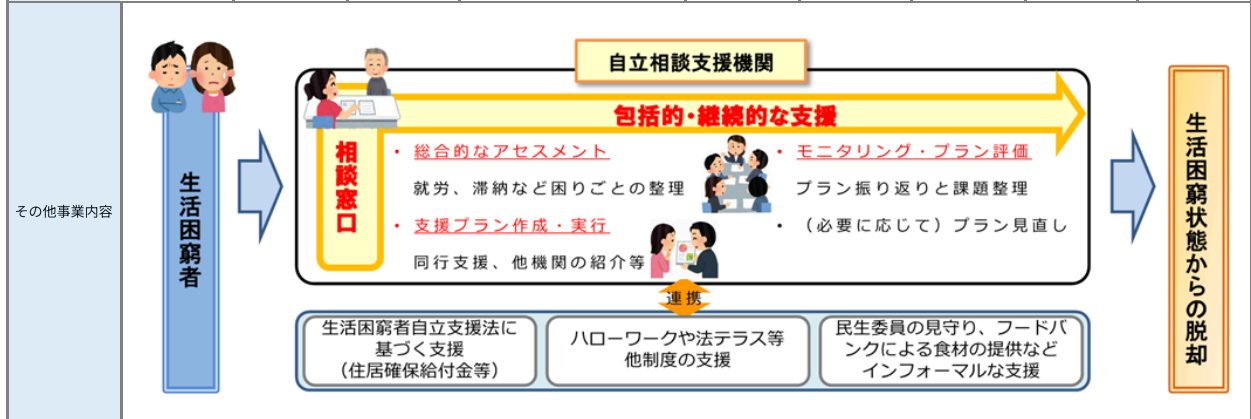 その他事業内容
生活困窮者
自立相談支援機関
包括的・継続的な支援
相談窓口
・ 総合的なアセスメント
就労、滞納など困りごとの整理
・ 支援プラン作成・実行
同行支援、他機関の紹介等
・ モニタリング・プラン評価
プラン振り返りと課題整理
・ （必要に応じて）プラン見直し
連携
生活困窮者自立支援法に
基づく支援
（住居確保給付金等）
ハローワークや法テラス等
他制度の支援
民生委員の見守り、フードバ
ンクによる食材の提供など
インフォーマルな支援
生活困窮状態からの脱却